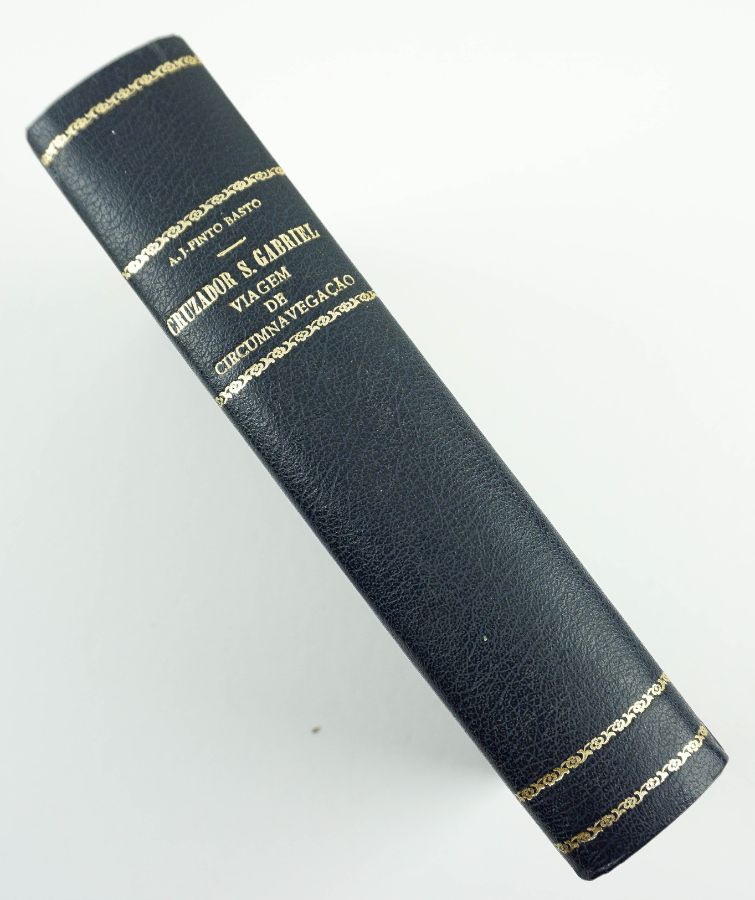 A. J. PINTO BASTO
CRUZADOR S. GABRIEL
VIAGEM
DE
CIRCUMNAVEGAÇÃO